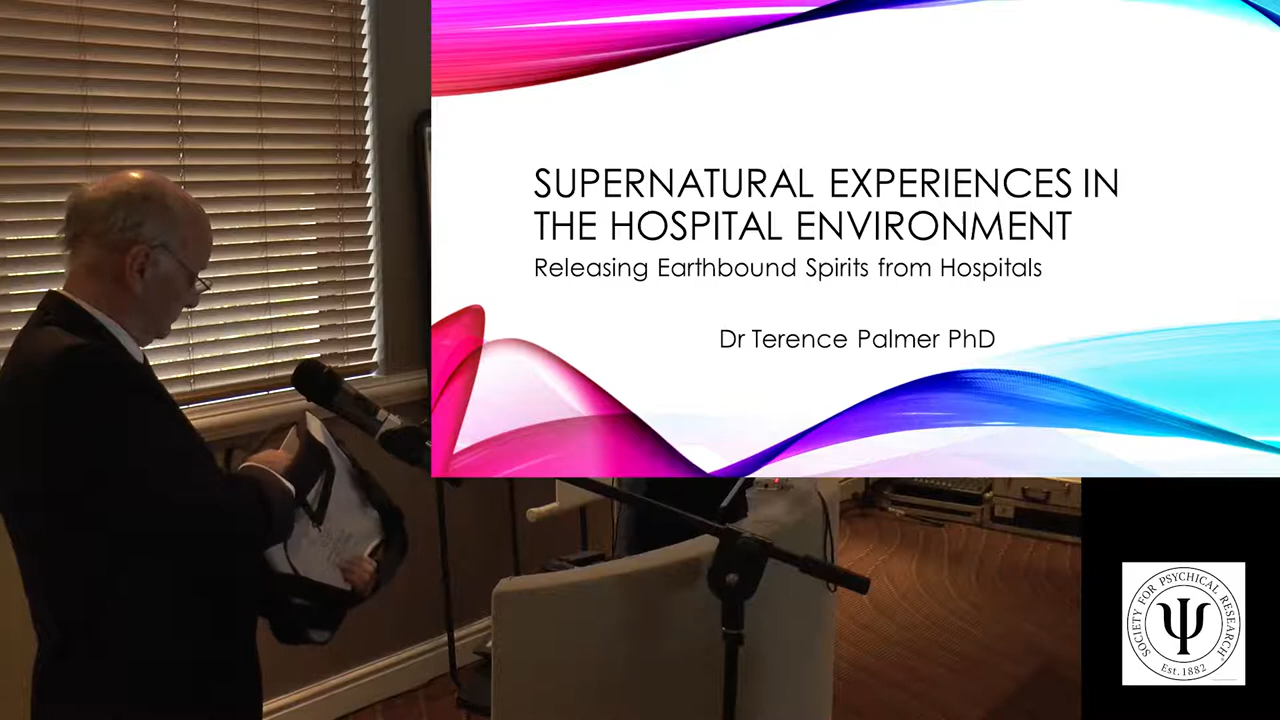 SUPERNATURAL EXPERIENCES IN
THE HOSPITAL ENVIRONMENT
Releasing Earthbound Spirits from Hospitals
Dr Terence Palmer PhD
SOCIETY FOR PSYCHICAL RESEARCH
Ψ
Est. 1882